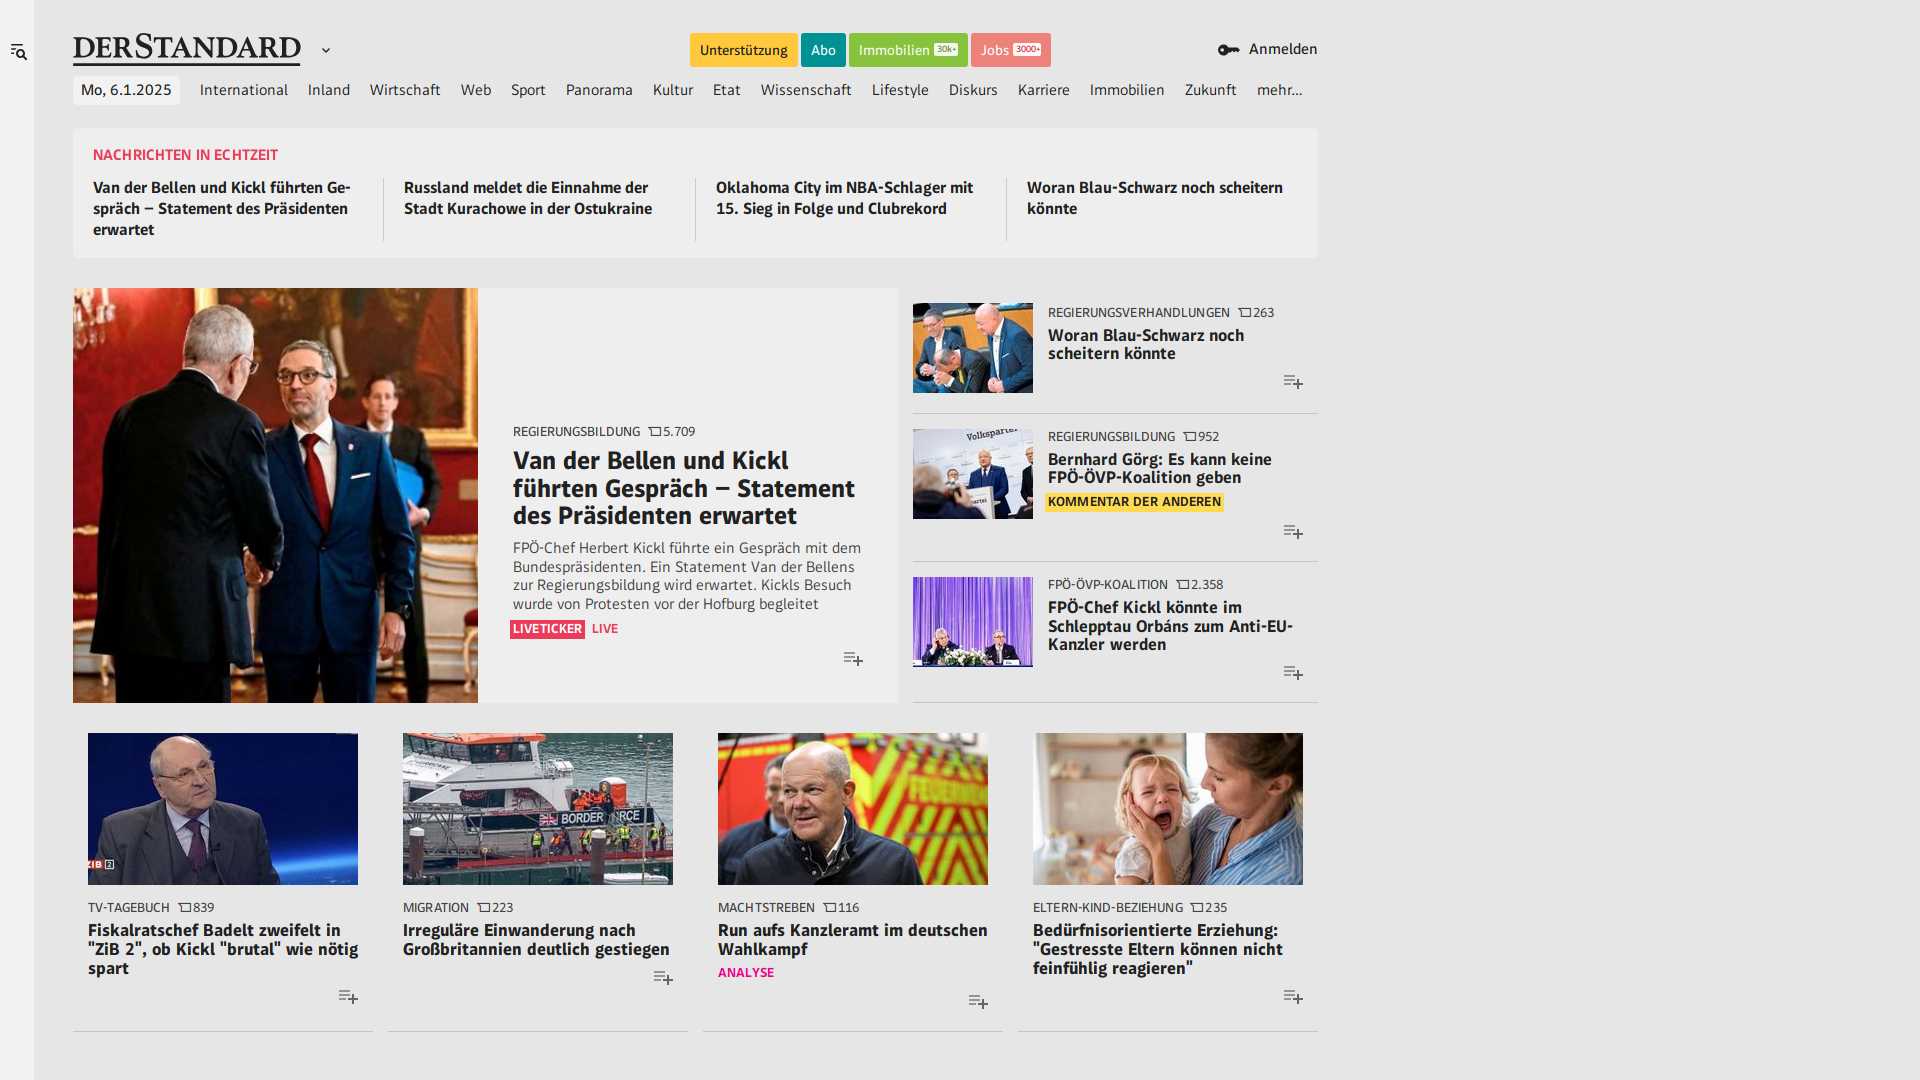 DERSTANDARD
Unterstützung
Abo
Immobilien 30k+
Jobs 3000+
Anmelden
Mo, 6.1.2025
International
Inland
Wirtschaft
Web
Sport
Panorama
Kultur
Etat
Wissenschaft
Lifestyle
Diskurs
Karriere
Immobilien
Zukunft
mehr...
NACHRICHTEN IN ECHTZEIT
Van der Bellen und Kickl führten Ge-
spräch – Statement des Präsidenten
erwartet
Russland meldet die Einnahme der
Stadt Kurachowe in der Ostukraine
Oklahoma City im NBA-Schlager mit
15. Sieg in Folge und Clubrekord
Woran Blau-Schwarz noch scheitern
könnte
REGIERUNGSBILDUNG 5.709
Van der Bellen und Kickl
führten Gespräch – Statement
des Präsidenten erwartet
FPÖ-Chef Herbert Kickl führte ein Gespräch mit dem
Bundespräsidenten. Ein Statement Van der Bellens
zur Regierungsbildung wird erwartet. Kickls Besuch
wurde von Protesten vor der Hofburg begleitet
LIVETICKER LIVE
REGIERUNGSVERHANDLUNGEN 263
Woran Blau-Schwarz noch
scheitern könnte
Volkspartei
REGIERUNGSBILDUNG 952
Bernhard Görg: Es kann keine
FPÖ-ÖVP-Koalition geben
KOMMENTAR DER ANDEREN
FPÖ-ÖVP-KOALITION 2.358
FPÖ-Chef Kickl könnte im
Schlepptau Orbáns zum Anti-EU-
Kanzler werden
ZIB 2
TV-TAGEBUCH 839
Fiskalratschef Badelt zweifelt in
"ZiB 2", ob Kickl "brutal" wie nötig
spart
BORDER RCE
MIGRATION 223
Irreguläre Einwanderung nach
Großbritannien deutlich gestiegen
FEUERWEHR
MACHTSTREBEN 116
Run aufs Kanzleramt im deutschen
Wahlkampf
ANALYSE
ELTERN-KIND-BEZIEHUNG 235
Bedürfnisorientierte Erziehung:
"Gestresste Eltern können nicht
feinfühlig reagieren"